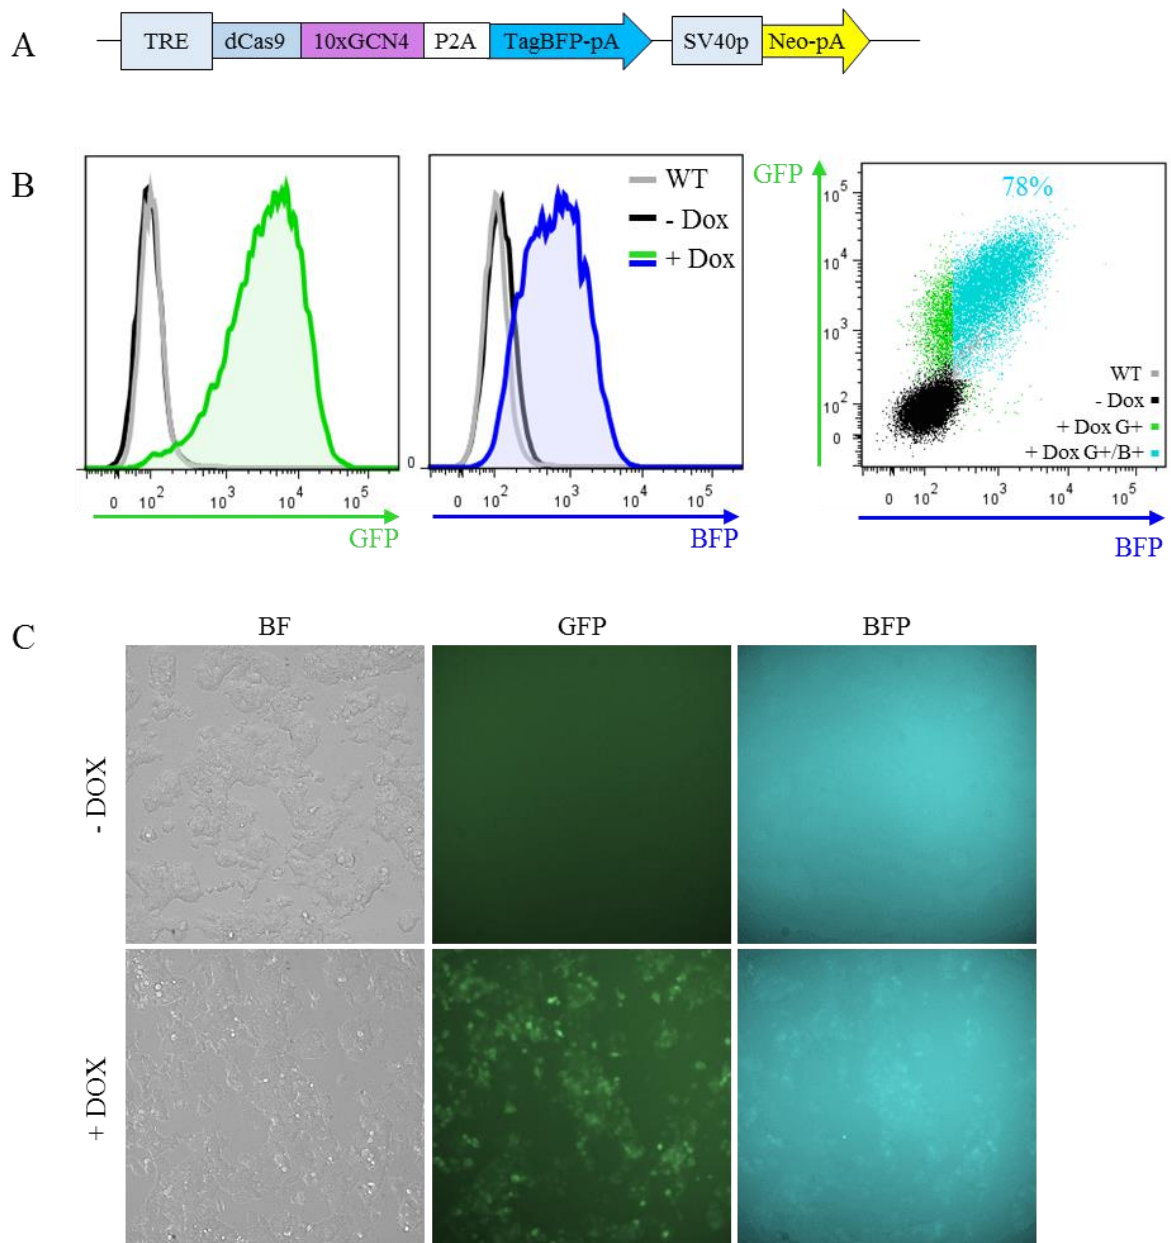 A
TRE dCas9 10xGCN4 P2A TagBFP-pA SV40p Neo-pA
B
0 10² 10³ 10⁴ 10⁵
GFP
WT
- Dox
+ Dox
0
0 10² 10³ 10⁴ 10⁵
BFP
GFP
78%
10⁵
10⁴
10³
10²
0
WT
- Dox
+ Dox G+
+ Dox G+/B+
0 10² 10³ 10⁴ 10⁵
BFP
C
BF GFP BFP
- DOX
+ DOX